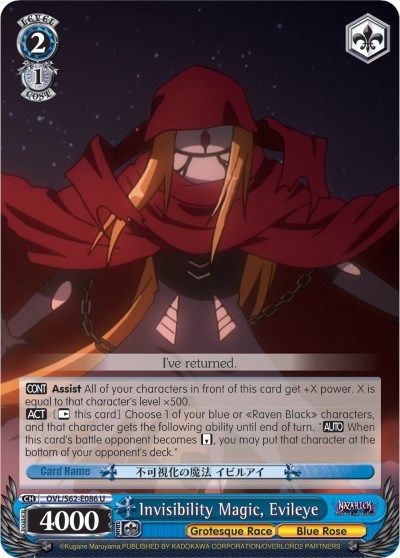 LEVEL
2
1
COST
I've returned.
CONT Assist All of your characters in front of this card get +X power. X is
equal to that character's level ×500.
ACT [ this card] Choose 1 of your blue or «Raven Black» characters,
and that character gets the following ability until end of turn. "AUTO When
this card's battle opponent becomes [ ], you may put that character at the
bottom of your opponent's deck."
Card Name 不可視化の魔法 イビルアイ
CH OVL/S62-E086 U
POWER 4000 Invisibility Magic, Evileye NAZARICK
Grotesque Race Blue Rose
©Kugane Maruyama,PUBLISHED BY KADOKAWA CORPORATION/OVERLORD2 PARTNERS